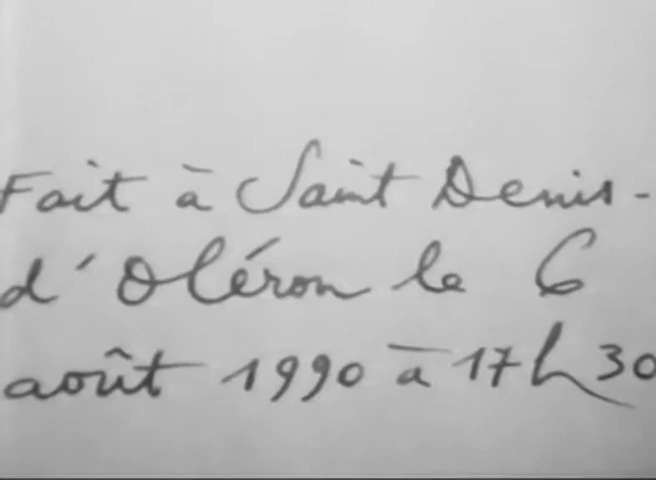 Fait à Saint Denis-
d'Oléron le 6
août 1990 à 17h30